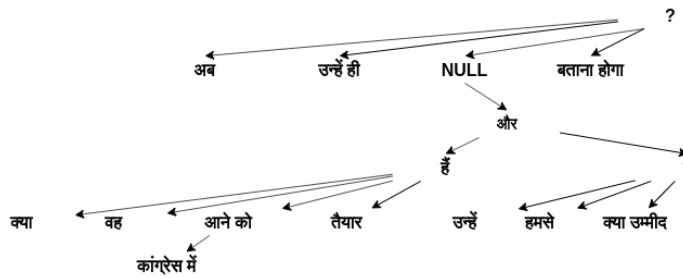 ?
अब उन्हें ही NULL बताना होगा
और
हैं
क्या वह आने को तैयार उन्हें हमसे क्या उम्मीद
कांग्रेस में